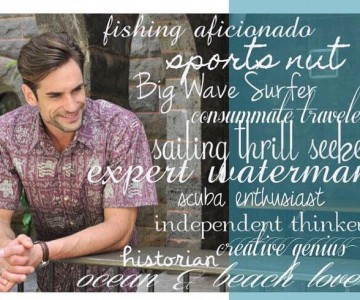 fishing aficionado
sports nut
Big Wave Surfer
consummate travele
sailing thrill seeke
expert waterman
scuba enthusiast
independent thinke
creative genius
historian
ocean & beach love